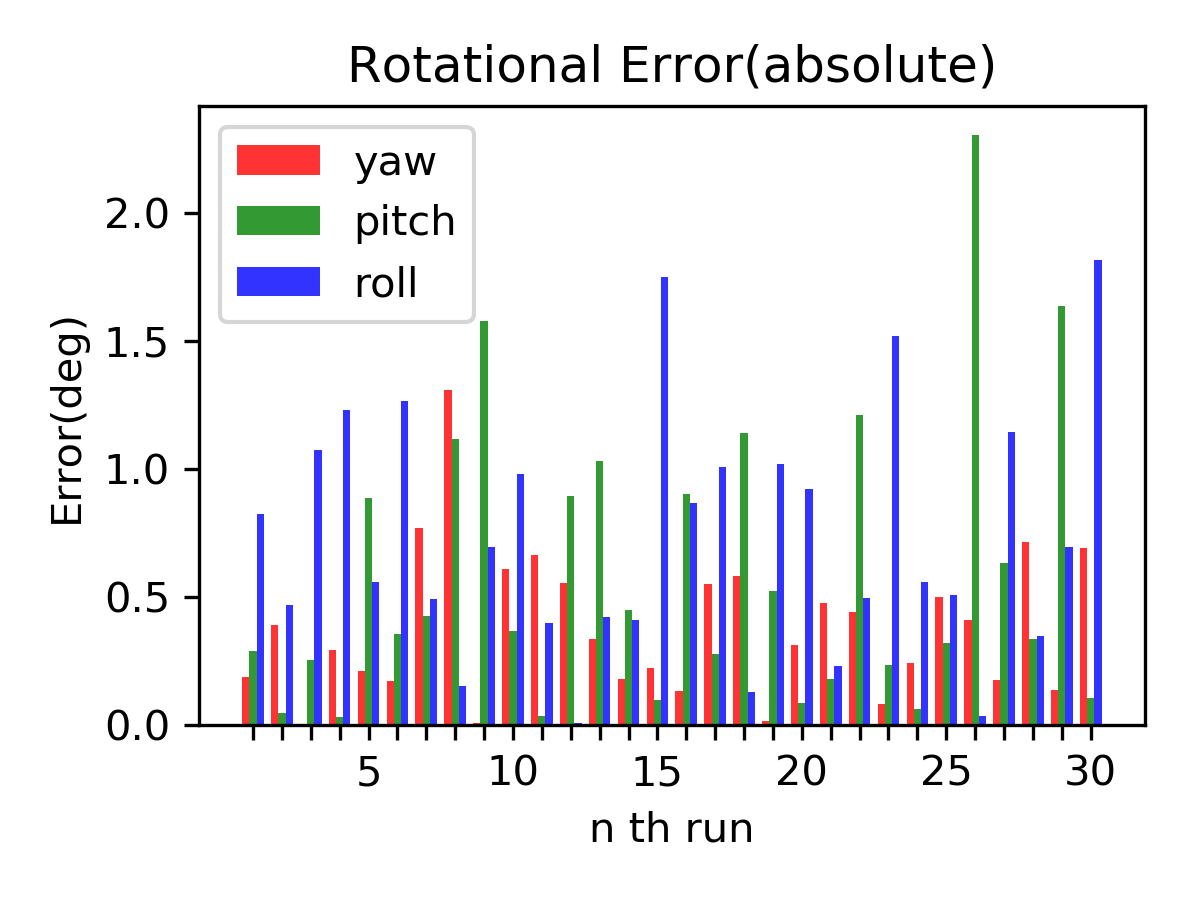 Rotational Error(absolute)
yaw
pitch
roll
Error(deg)
2.0
1.5
1.0
0.5
0.0
5 10 15 20 25 30
n th run